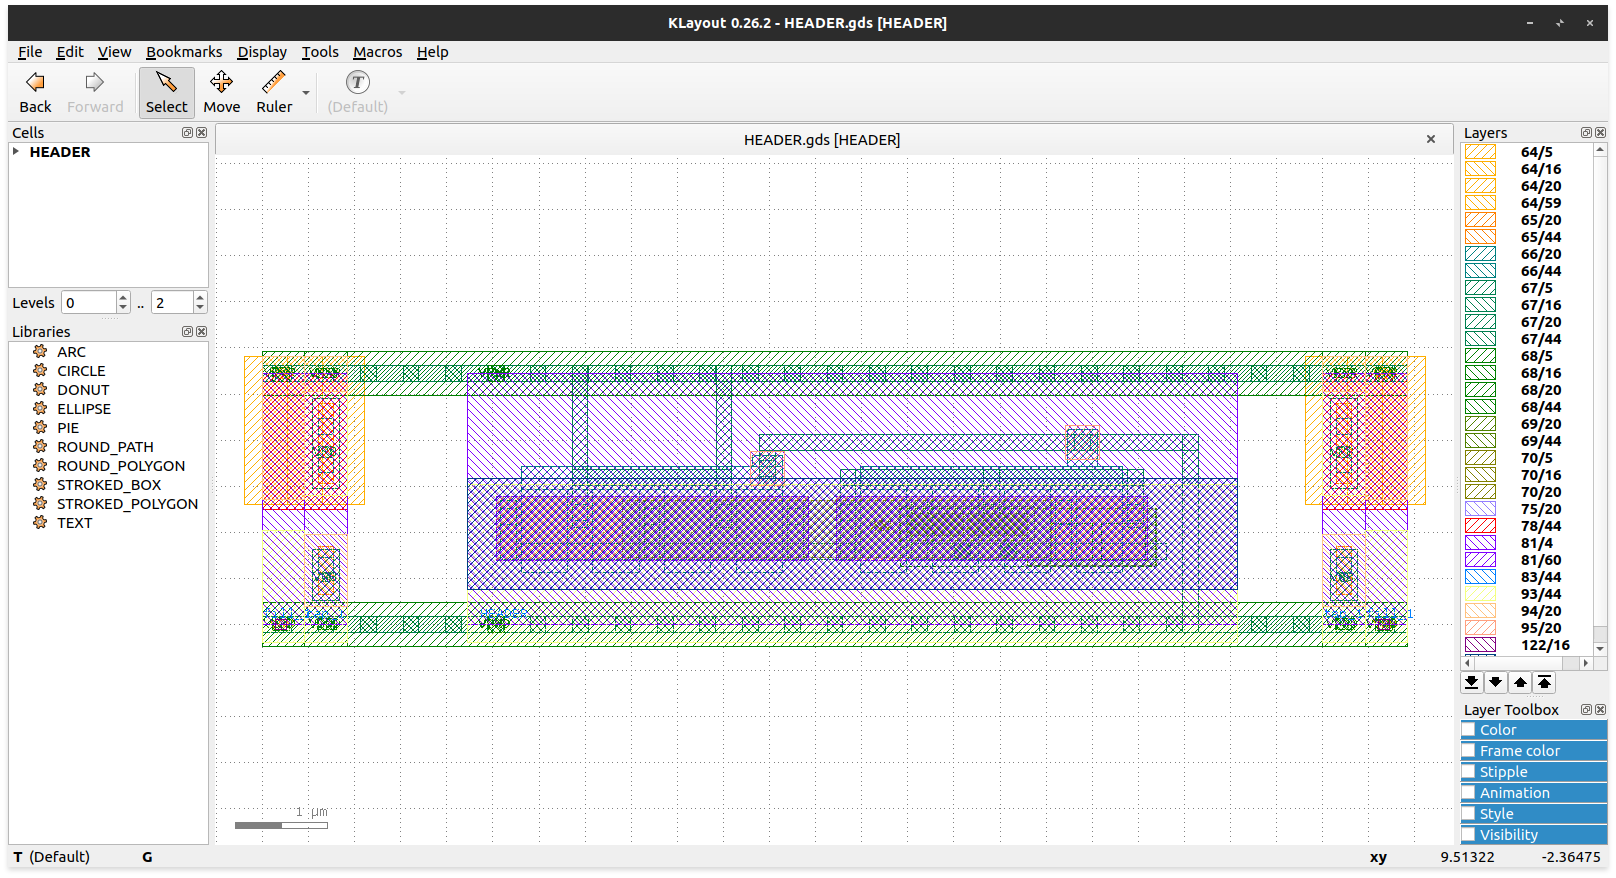 KLayout 0.26.2 - HEADER.gds [HEADER]
File Edit View Bookmarks Display Tools Macros Help
Back Forward Select Move Ruler T (Default)
Cells
HEADER
Levels 0 .. 2
Libraries
ARC
CIRCLE
DONUT
ELLIPSE
PIE
ROUND_PATH
ROUND_POLYGON
STROKED_BOX
STROKED_POLYGON
TEXT
HEADER.gds [HEADER]
1 μm
Layers
64/5
64/16
64/20
64/59
65/20
65/44
66/20
66/44
67/5
67/16
67/20
67/44
68/5
68/16
68/20
68/44
69/20
69/44
70/5
70/16
70/20
75/20
78/44
81/4
81/60
83/44
93/44
94/20
95/20
122/16
Layer Toolbox
Color
Frame color
Stipple
Animation
Style
Visibility
T (Default) G xy 9.51322 -2.36475